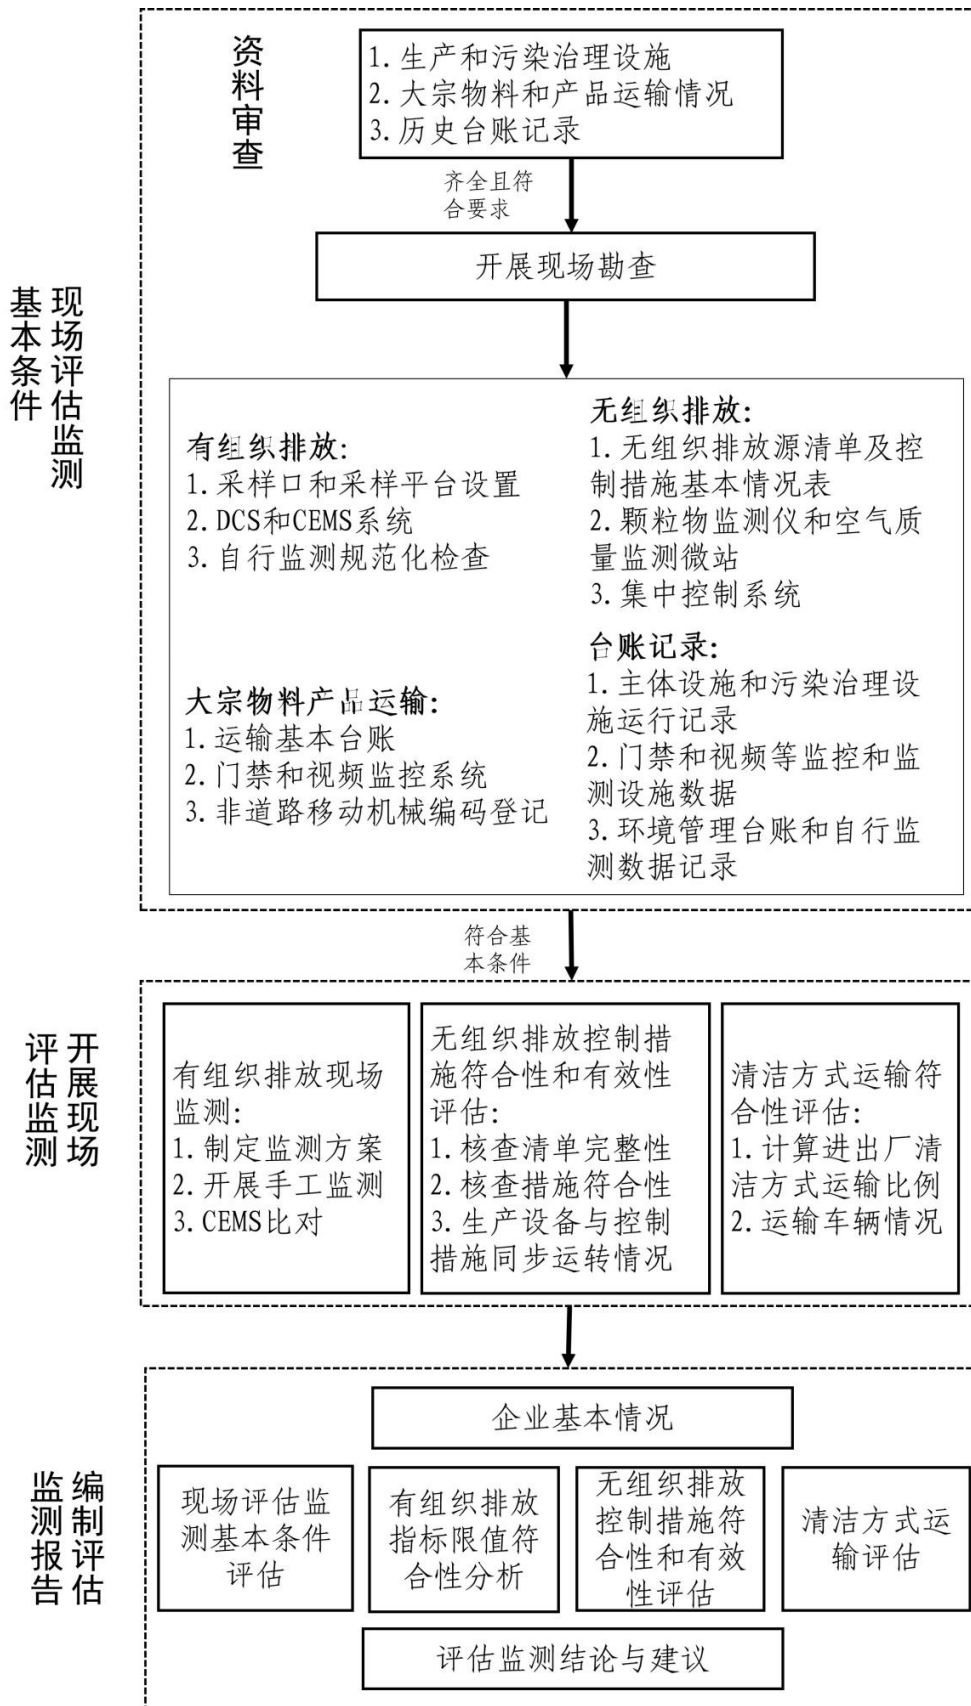 现场评估监测
基本条件
资料审查
1. 生产和污染治理设施
2. 大宗物料和产品运输情况
3. 历史台账记录
齐全且符
合要求
开展现场勘查
有组织排放:
1. 采样口和采样平台设置
2. DCS和CEMS系统
3. 自行监测规范化检查
无组织排放:
1. 无组织排放源清单及控
制措施基本情况表
2. 颗粒物监测仪和空气质
量监测微站
3. 集中控制系统
大宗物料产品运输:
1. 运输基本台账
2. 门禁和视频监控系统
3. 非道路移动机械编码登记
台账记录:
1. 主体设施和污染治理设
施运行记录
2. 门禁和视频等监控和监
测设施数据
3. 环境管理台账和自行监
测数据记录
符合基
本条件
开展现场
评估监测
有组织排放现场
监测:
1. 制定监测方案
2. 开展手工监测
3. CEMS比对
无组织排放控制措
施符合性和有效性
评估:
1. 核查清单完整性
2. 核查措施符合性
3. 生产设备与控制
措施同步运转情况
清洁方式运输符
合性评估:
1. 计算进出厂清
洁方式运输比例
2. 运输车辆情况
编制评估
监测报告
企业基本情况
现场评估监
测基本条件
评估
有组织排放
指标限值符
合性分析
无组织排放
控制措施符
合性和有效
性评估
清洁方式运
输评估
评估监测结论与建议